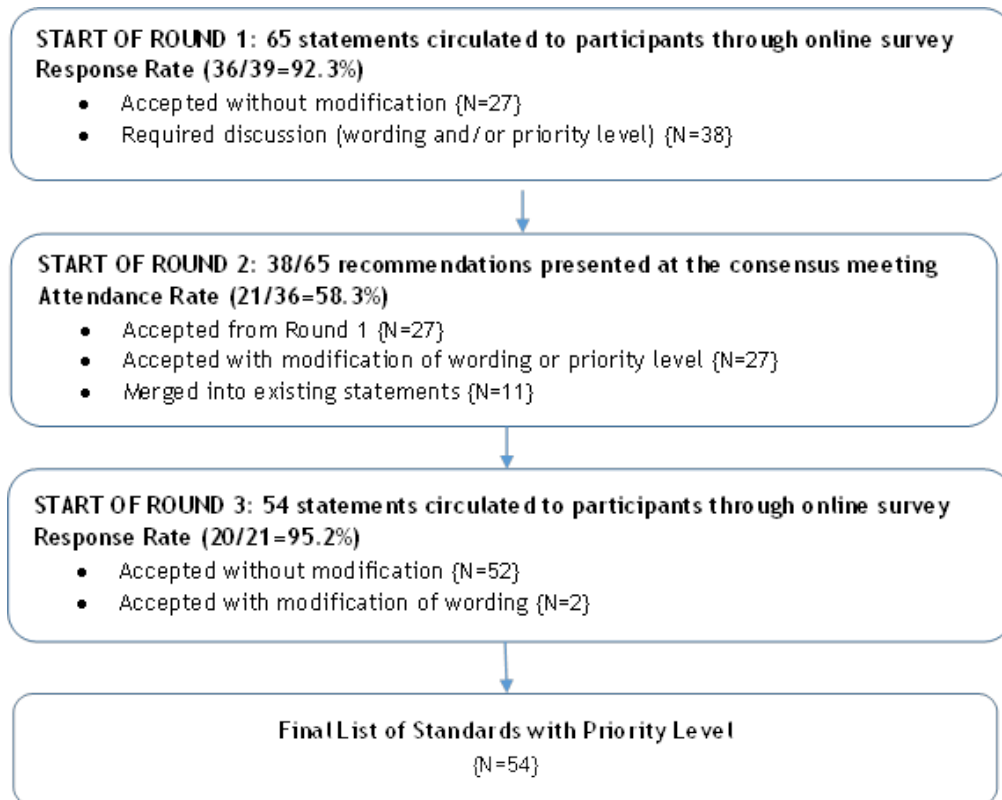 START OF ROUND 1: 65 statements circulated to participants through online survey
Response Rate (36/39=92.3%)
• Accepted without modification {N=27}
• Required discussion (wording and/or priority level) {N=38}
START OF ROUND 2: 38/65 recommendations presented at the consensus meeting
Attendance Rate (21/36=58.3%)
• Accepted from Round 1 {N=27}
• Accepted with modification of wording or priority level {N=27}
• Merged into existing statements {N=11}
START OF ROUND 3: 54 statements circulated to participants through online survey
Response Rate (20/21=95.2%)
• Accepted without modification {N=52}
• Accepted with modification of wording {N=2}
Final List of Standards with Priority Level
{N=54}